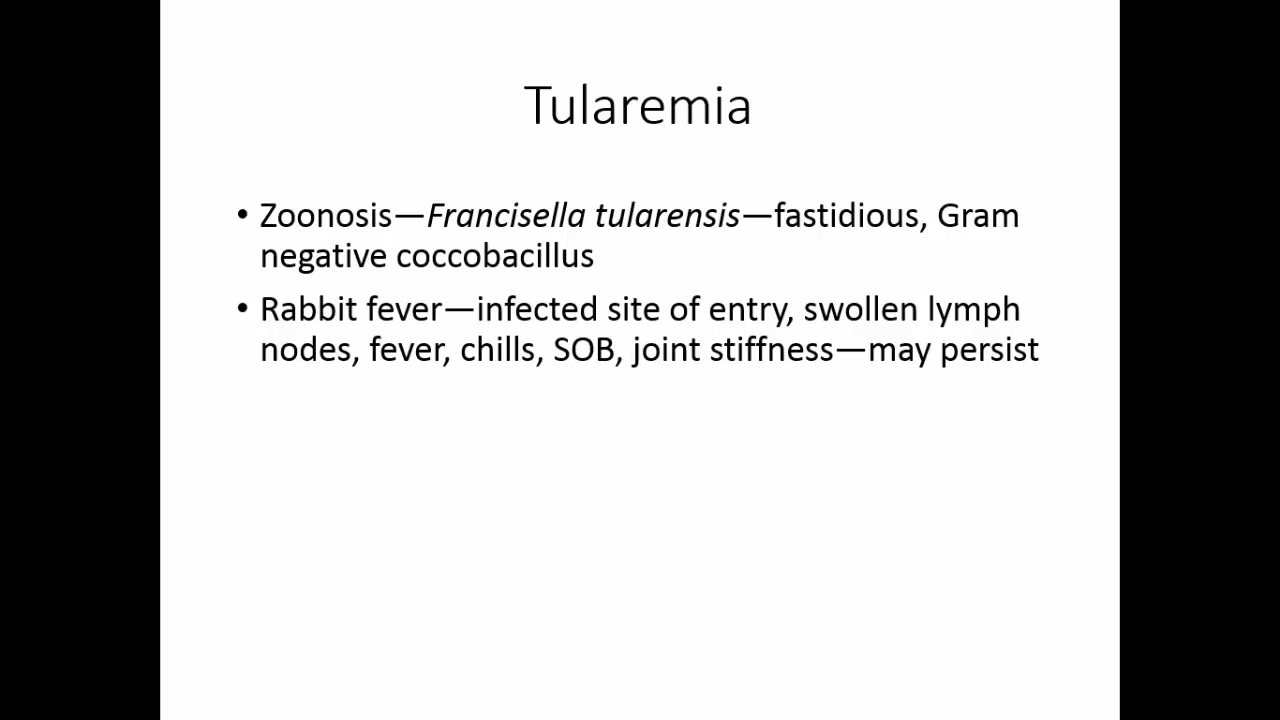 Tularemia
• Zoonosis—Francisella tularensis—fastidious, Gram
negative coccobacillus
• Rabbit fever—infected site of entry, swollen lymph
nodes, fever, chills, SOB, joint stiffness—may persist